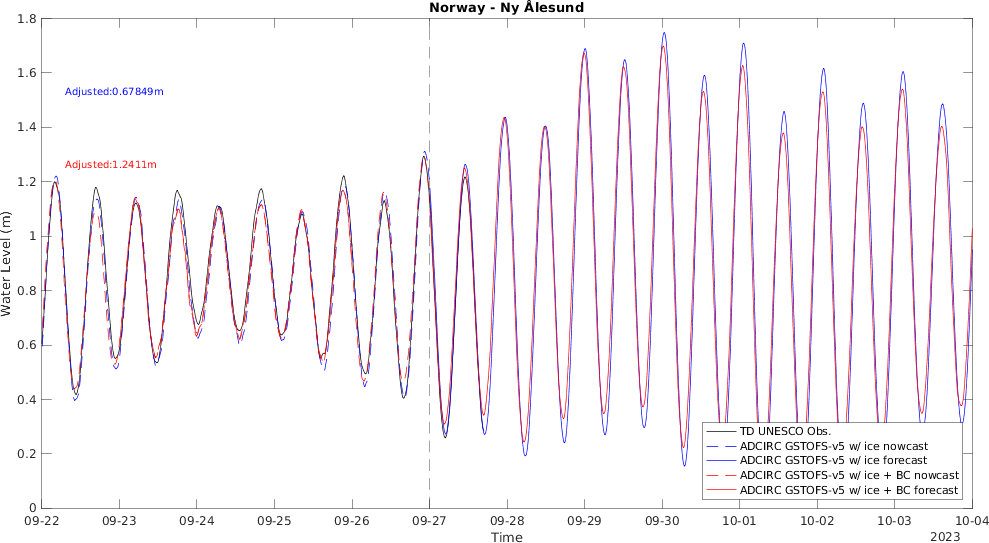 Norway - Ny Ålesund
1.8
1.6
1.4
1.2
1
0.8
0.6
0.4
0.2
0
Water Level (m)
Adjusted:0.67849m
Adjusted:1.2411m
TD UNESCO Obs.
ADCIRC GSTOFS-v5 w/ ice nowcast
ADCIRC GSTOFS-v5 w/ ice forecast
ADCIRC GSTOFS-v5 w/ ice + BC nowcast
ADCIRC GSTOFS-v5 w/ ice + BC forecast
09-22 09-23 09-24 09-25 09-26 09-27 09-28 09-29 09-30 10-01 10-02 10-03 10-04
Time
2023